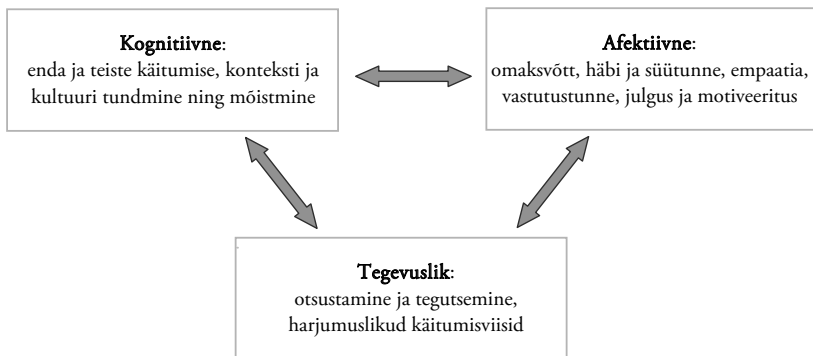 Kognitiivne:
enda ja teiste käitumise, konteksti ja
kultuuri tundmine ning mõistmine
Afektiivne:
omaksvõtt, häbi ja süütunne, empaatia,
vastutustunne, julgus ja motiveeritus
Tegevuslik:
otsustamine ja tegutsemine,
harjumuslikud käitumisviisid